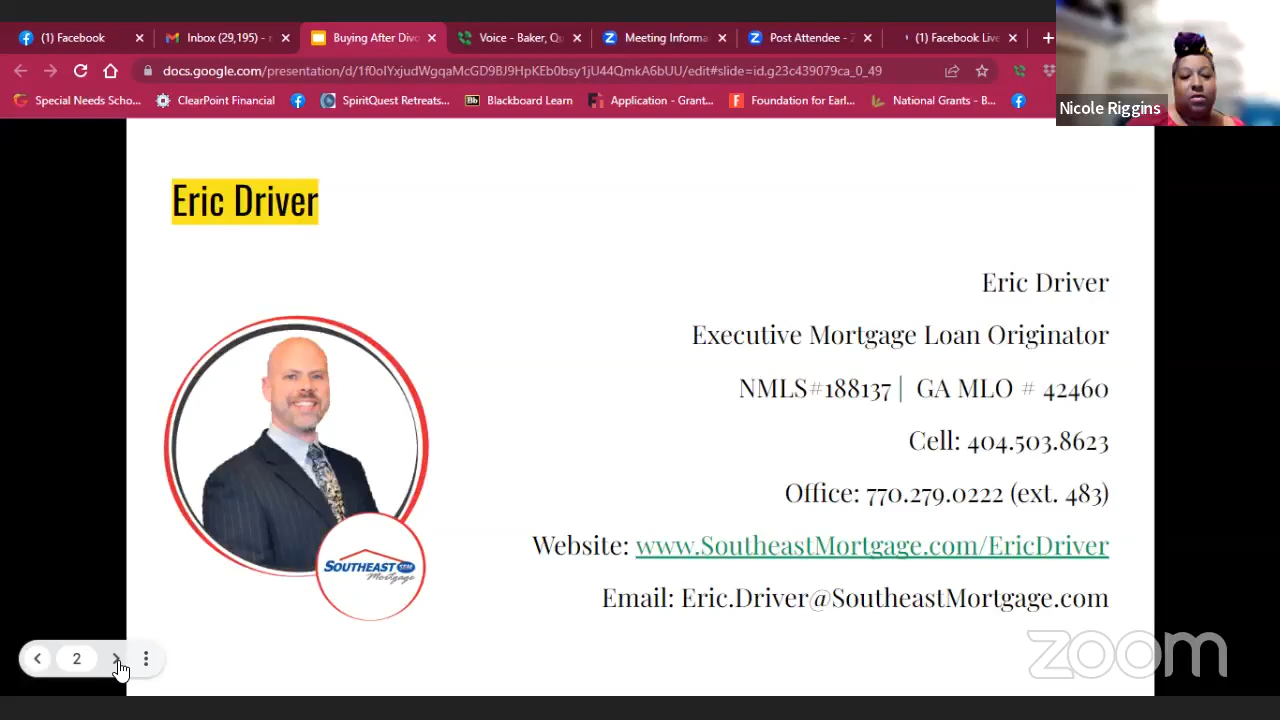 (1) Facebook
Inbox (29,195) -
Buying After Divo
Voice - Baker, Qu
Meeting Informa
Post Attendee - Z
(1) Facebook Live
docs.google.com/presentation/d/1f0olYxjudWgqaMcGD9BJ9HpKEb0bsy1jU44QmkA6bUU/edit#slide=id.g23c439079ca_0_49
Special Needs Scho...
ClearPoint Financial
SpiritQuest Retreats...
Bb
Blackboard Learn
Application - Grant...
Foundation for Earl...
National Grants - B...
Nicole Riggins
Eric Driver
Eric Driver
Executive Mortgage Loan Originator
NMLS#188137 | GA MLO # 42460
Cell: 404.503.8623
Office: 770.279.0222 (ext. 483)
Website: www.SoutheastMortgage.com/EricDriver
Email: Eric.Driver@SoutheastMortgage.com
SOUTHEAST
Mortgage
2
zoom